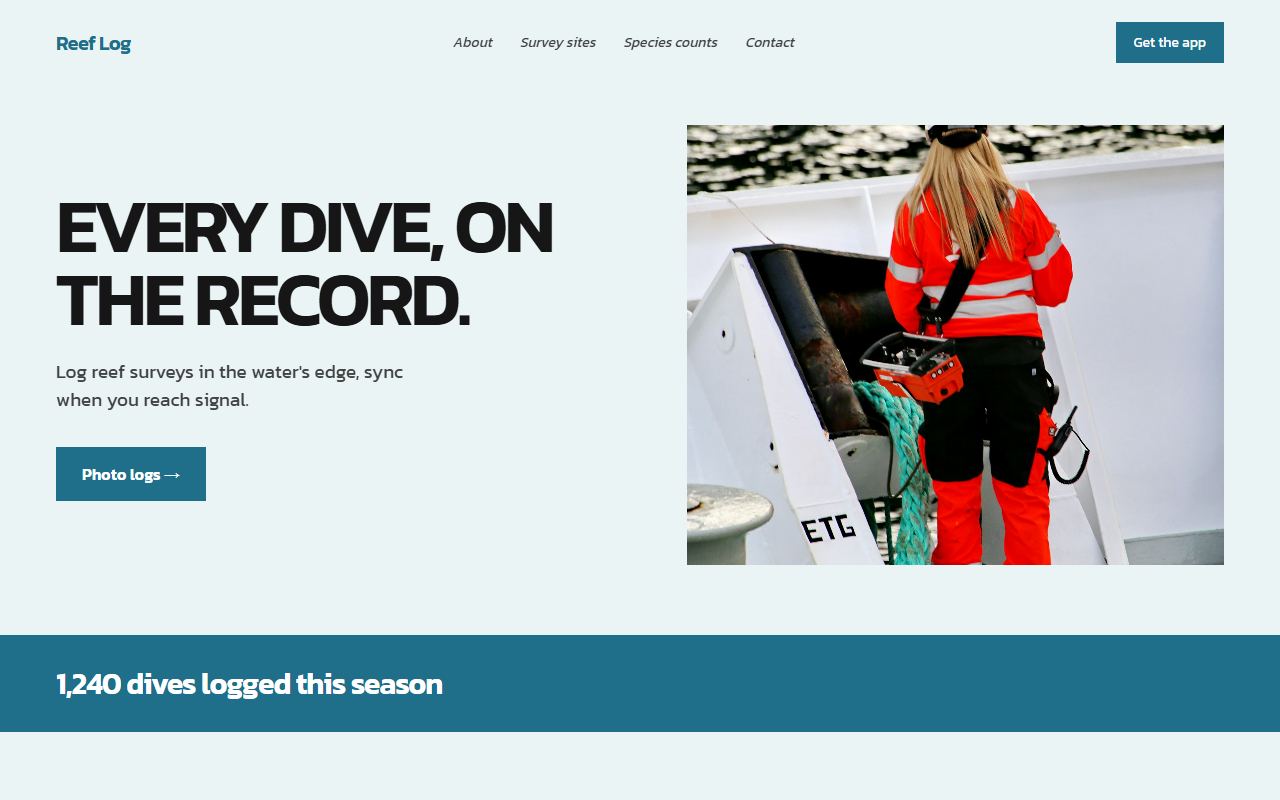 Reef Log
About
Survey sites
Species counts
Contact
Get the app
EVERY DIVE, ON
THE RECORD.
Log reef surveys in the water's edge, sync
when you reach signal.
Photo logs →
ETG
1,240 dives logged this season